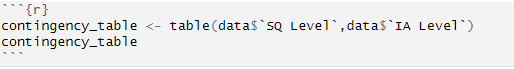 ```{r}
contingency_table <- table(data$`SQ Level`,data$`IA Level`)
contingency_table
```